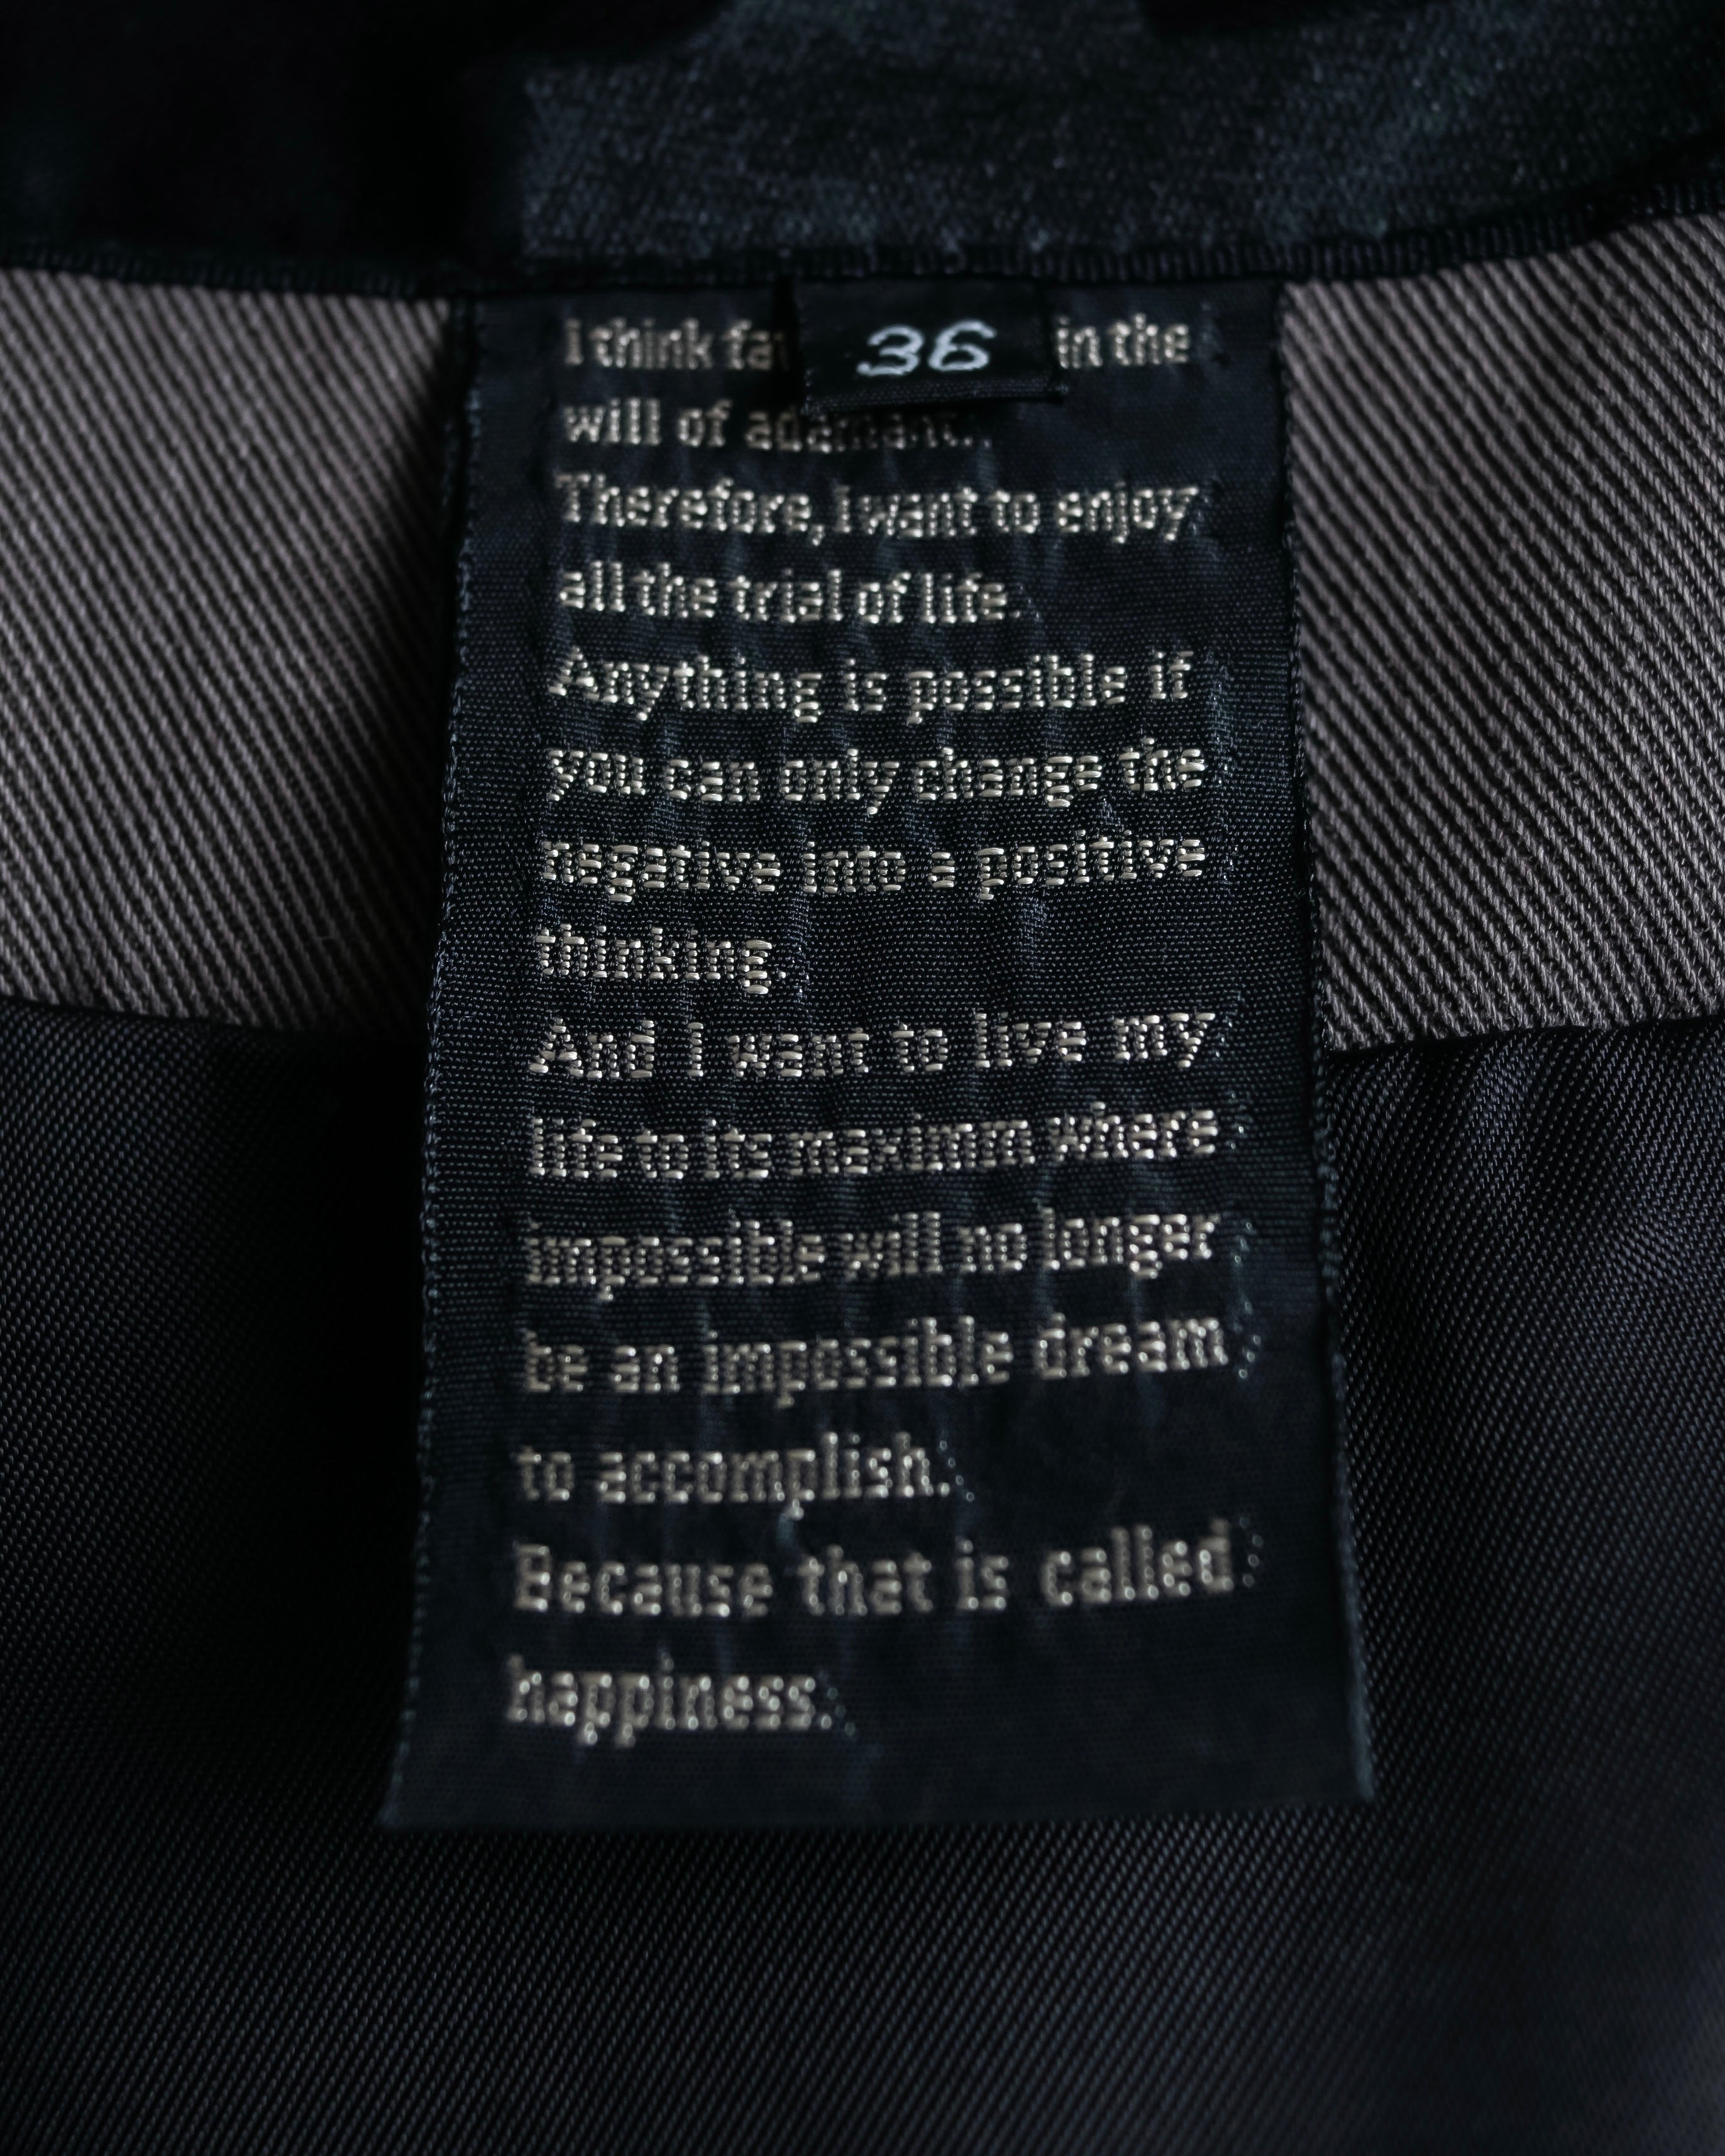 I think in the
36
will of adamant.
Therefore, I want to enjoy
all the trial of life.
Anything is possible if
you can only change the
negative into a positive
thinking.
And i want to live my
life to its maximum where
impossible will no longer
be an impossible dream
to accomplish.
Because that is called
happiness.